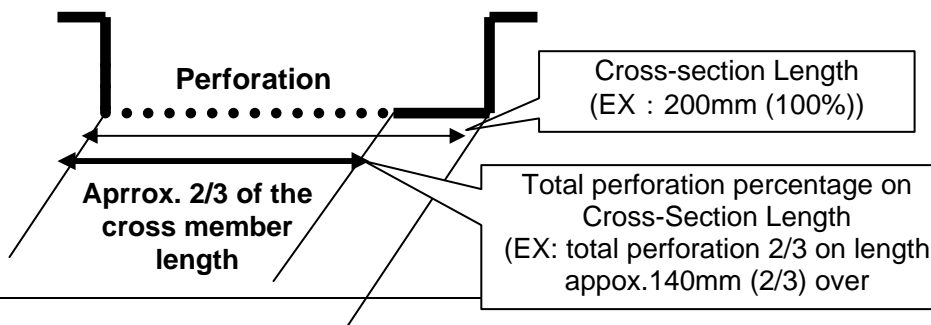 Perforation
Cross-section Length
(EX：200mm (100%))
Aprrox. 2/3 of the
cross member
length
Total perforation percentage on
Cross-Section Length
(EX: total perforation 2/3 on length
appox.140mm (2/3) over